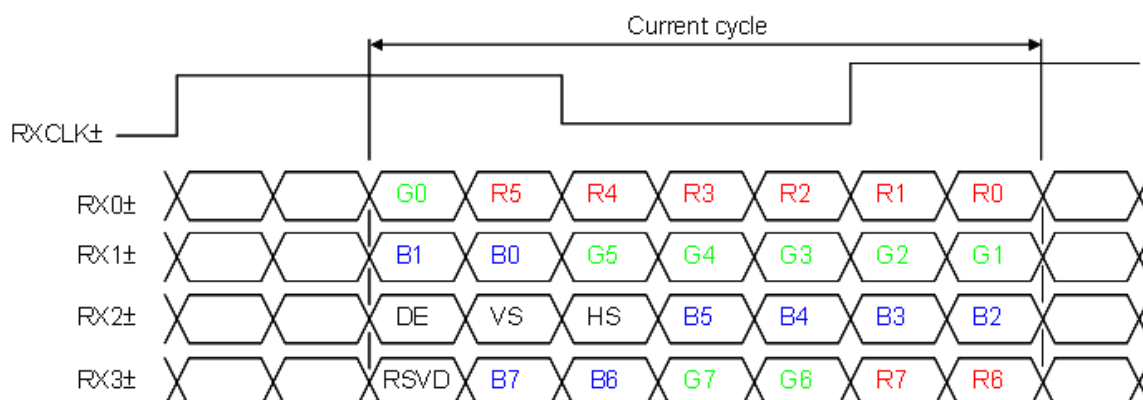 Current cycle
RXCLK±
RX0± G0 R5 R4 R3 R2 R1 R0
RX1± B1 B0 G5 G4 G3 G2 G1
RX2± DE VS HS B5 B4 B3 B2
RX3± RSVD B7 B6 G7 G6 R7 R6